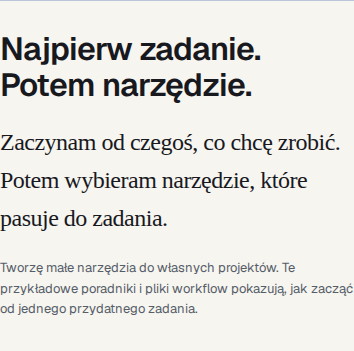 Najpierw zadanie.
Potem narzędzie.
Zaczynam od czegoś, co chcę zrobić.
Potem wybieram narzędzie, które
pasuje do zadania.
Tworzę małe narzędzia do własnych projektów. Te
przykładowe poradniki i pliki workflow pokazują, jak zacząć
od jednego przydatnego zadania.